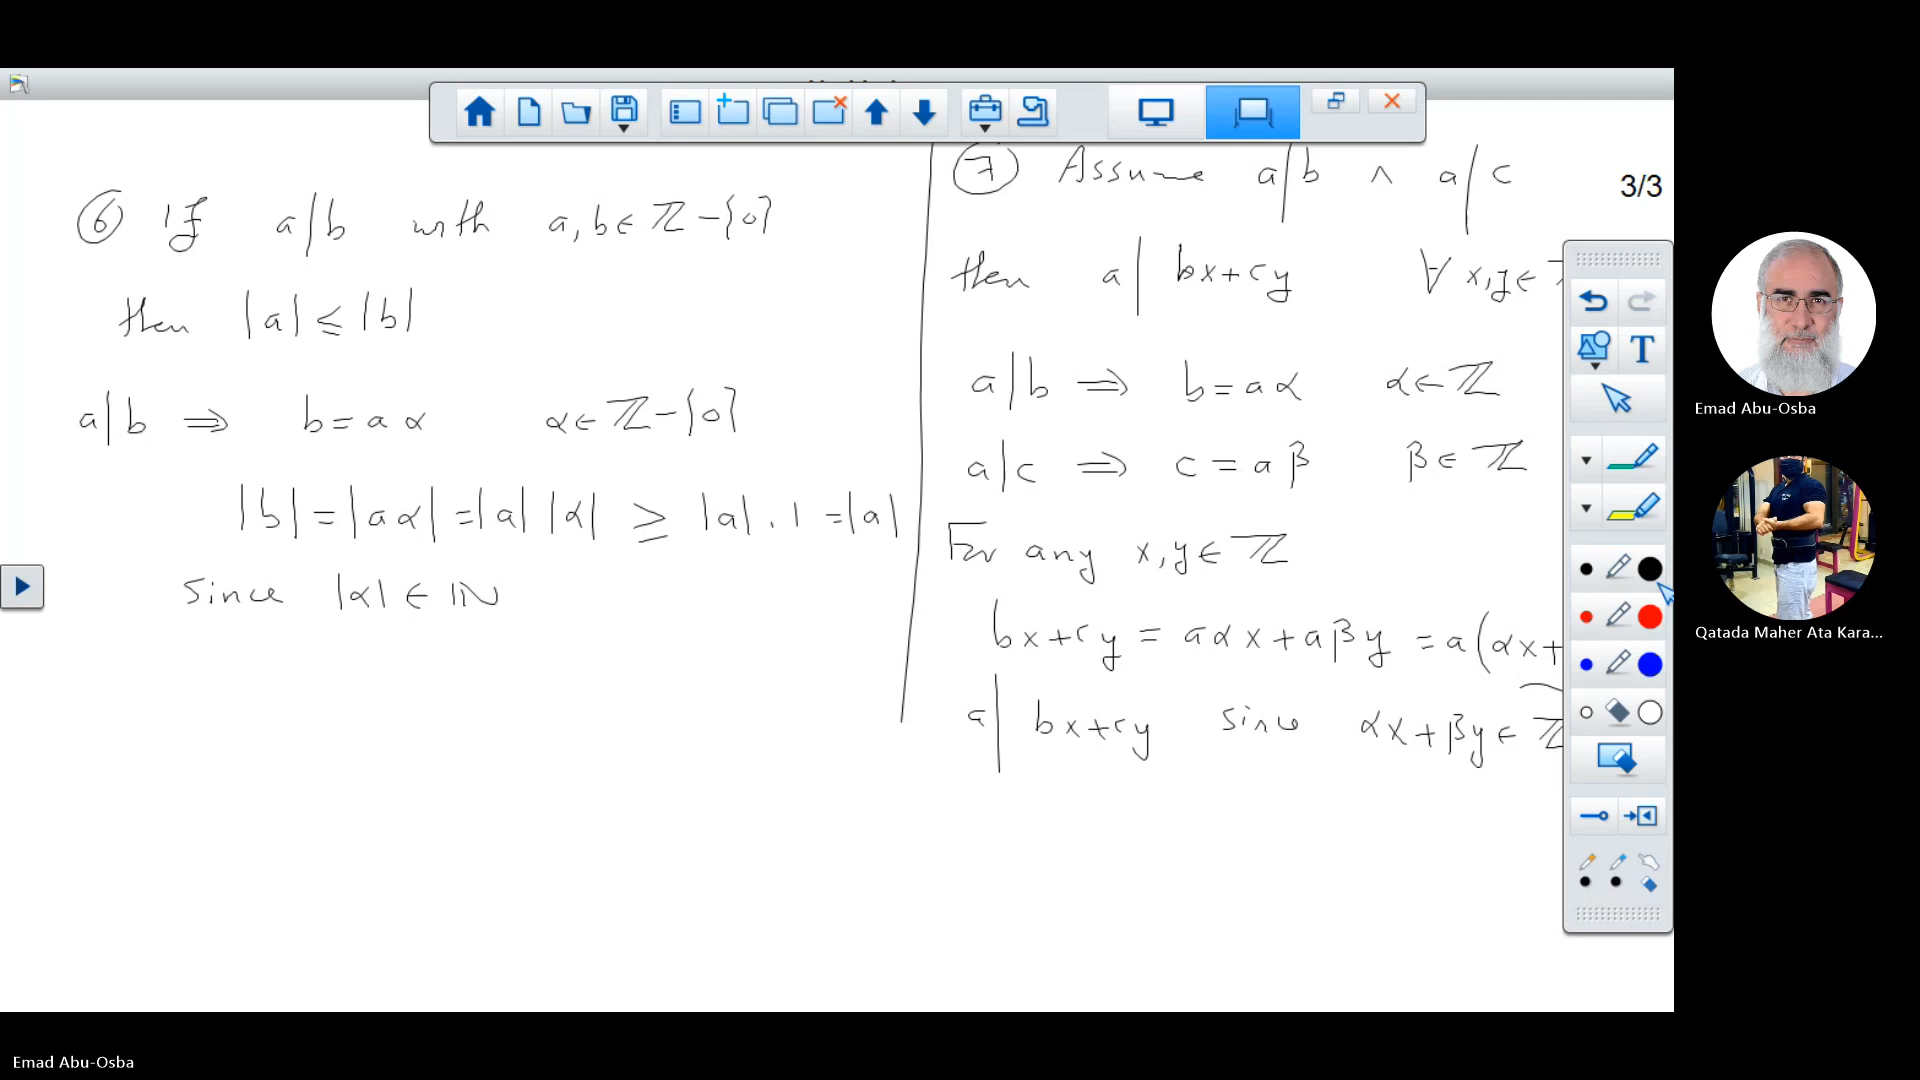 ⑥ If a|b with a,b∈ℤ-{0}
then |a| ≤ |b|
a|b ⇒ b=aα α∈ℤ-{0}
|b|=|aα|=|a||α| ≥ |a|.1=|a|
Since |α|∈ℕ
⑦ Assume a|b ∧ a|c
then a| bx+cy ∀ x,y∈
a|b ⇒ b=aα α∈ℤ
a|c ⇒ c=aβ β∈ℤ
For any x,y∈ℤ
bx+cy = aαx+aβy = a(αx+
a| bx+cy since αx+βy∈ℤ
3/3
T
Emad Abu-Osba
Qatada Maher Ata Kara...
Emad Abu-Osba